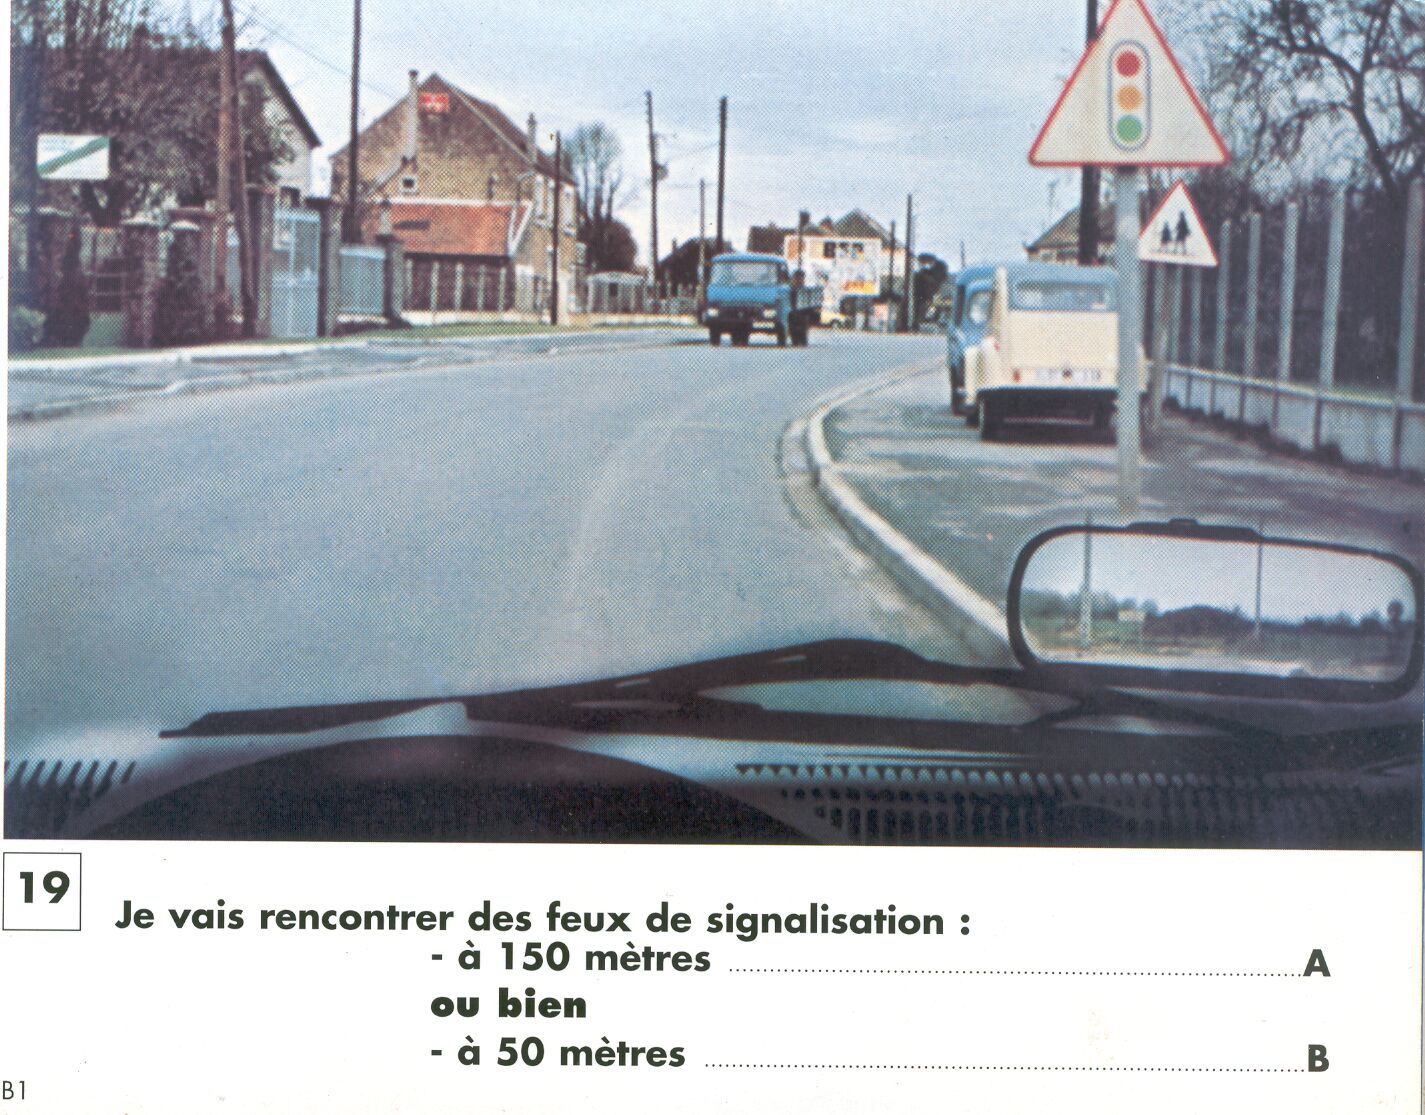 19
Je vais rencontrer des feux de signalisation :
- à 150 mètres ........ A
ou bien
- à 50 mètres ........ B
B1